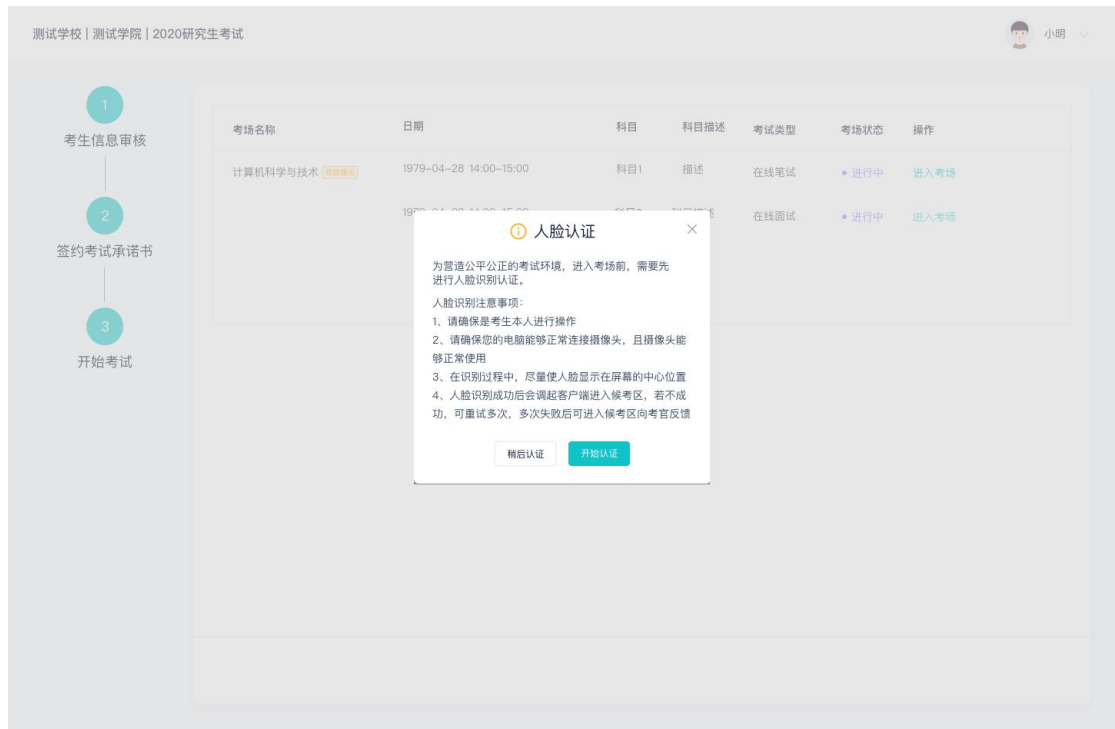 测试学校 | 测试学院 | 2020研究生考试
小明
1
考生信息审核
2
签约考试承诺书
3
开始考试
考场名称 日期 科目 科目描述 考试类型 考场状态 操作
计算机科学与技术 1979-04-28 14:00-15:00 科目1 描述 在线笔试 进行中 进入考场
在线面试 进行中 进入考场
人脸认证
为营造公平公正的考试环境，进入考场前，需要先
进行人脸识别认证。
人脸识别注意事项：
1、请确保是考生本人进行操作
2、请确保您的电脑能够正常连接摄像头，且摄像头能
够正常使用
3、在识别过程中，尽量使人脸显示在屏幕的中心位置
4、人脸识别成功后会调起客户端进入候考区，若不成
功，可重试多次，多次失败后可进入候考区向考官反馈
稍后认证 开始认证